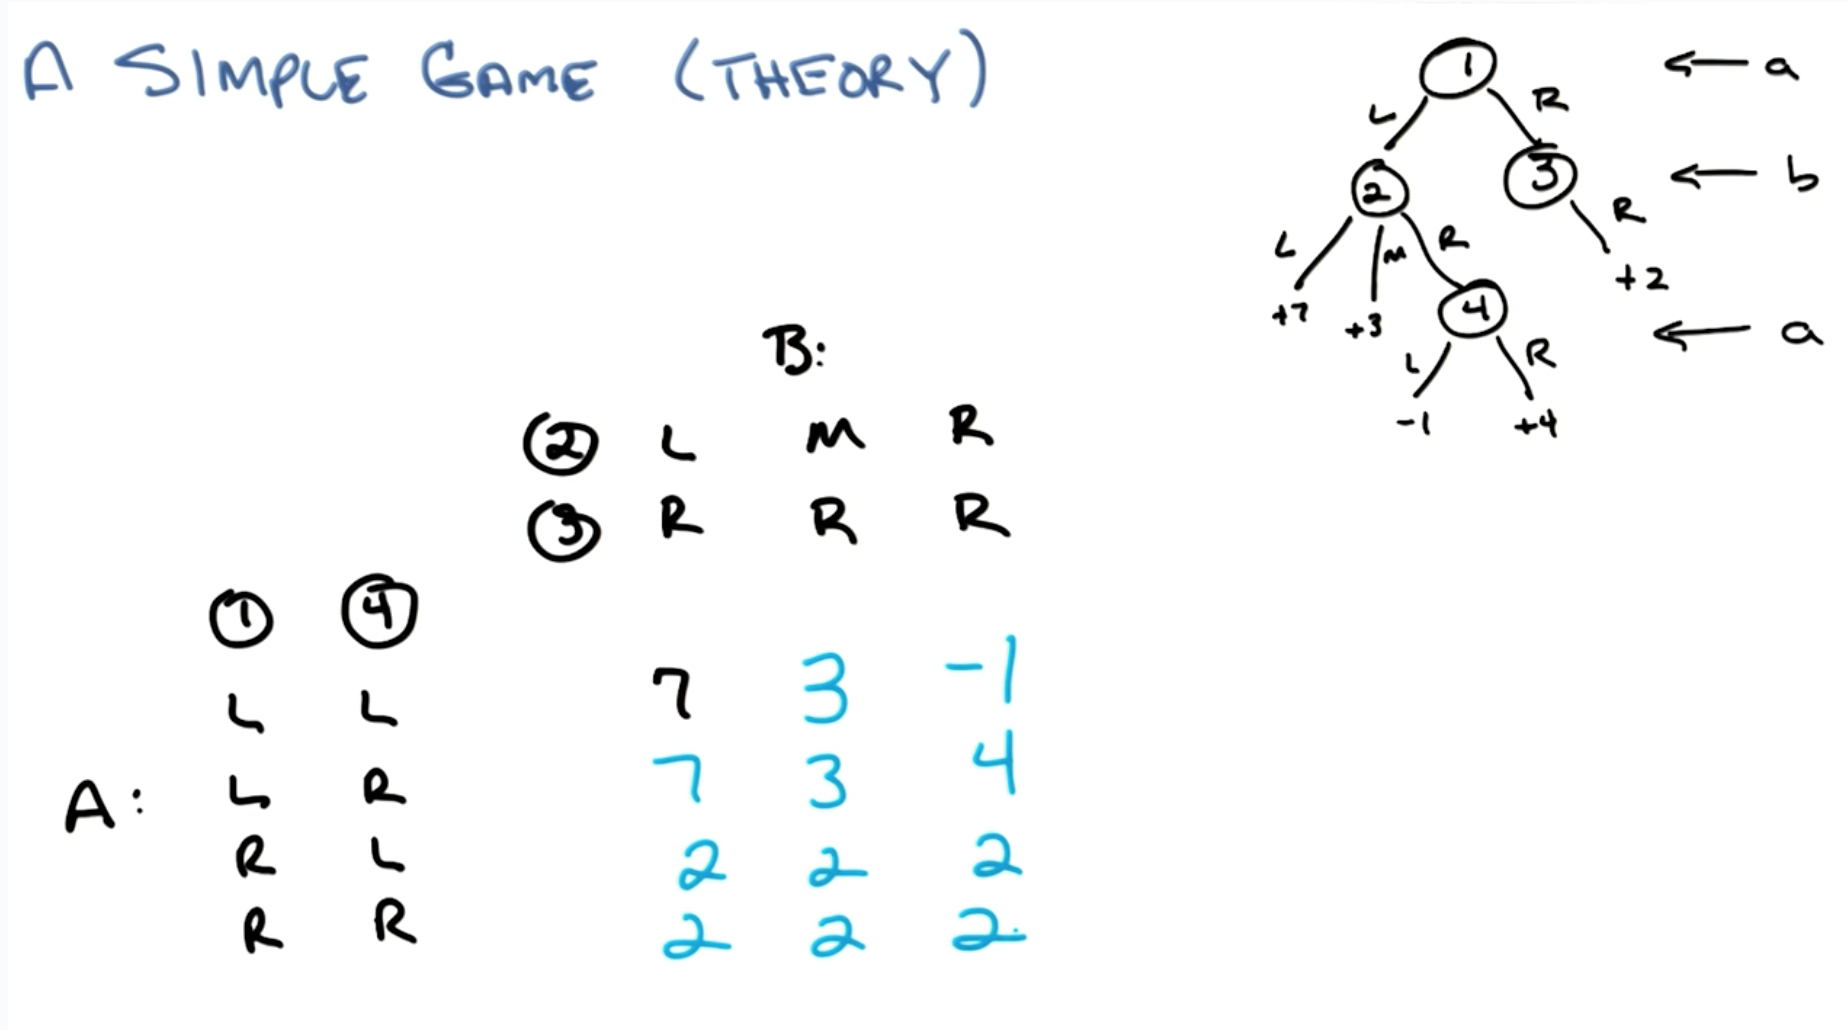 A SIMPLE GAME (THEORY)
1 ← a
L R
2 3 ← b
L M R R
+7 +3 4 +2 ← a
L R
-1 +4
B:
2 L M R
3 R R R
1 4
L L 7 3 -1
A: L R 7 3 4
R L 2 2 2
R R 2 2 2